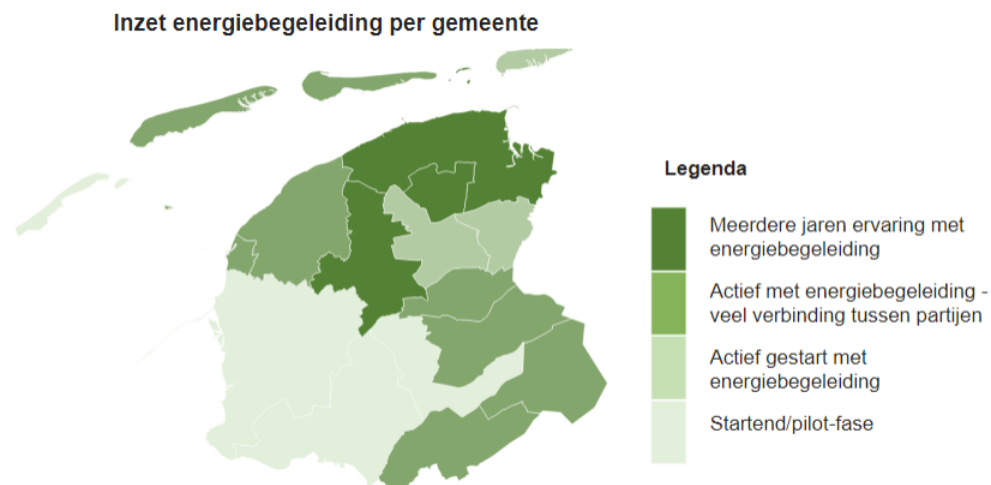 Inzet energiebegeleiding per gemeente
Legenda
Meerdere jaren ervaring met
energiebegeleiding
Actief met energiebegeleiding -
veel verbinding tussen partijen
Actief gestart met
energiebegeleiding
Startend/pilot-fase